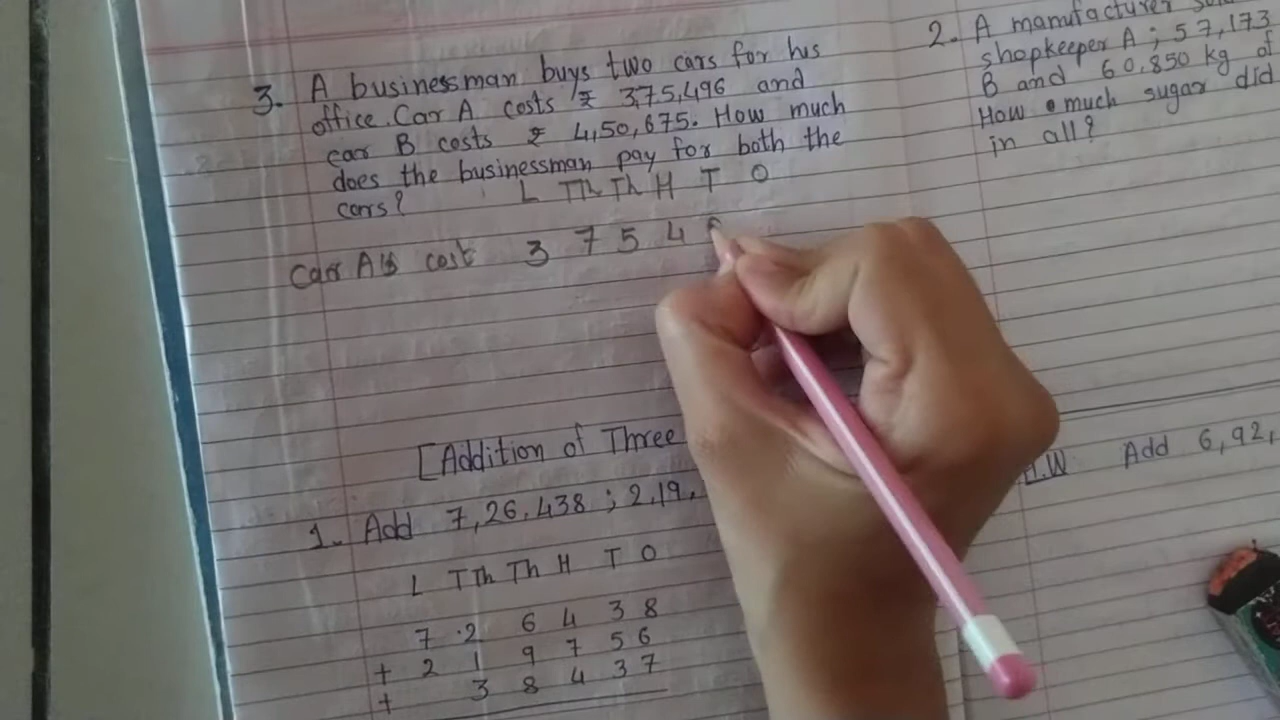 3. A businessman buys two cars for his
office. Car A costs ₹ 375,496 and
car B costs ₹ 4,50,675. How much
does the businessman pay for both the
cars?
L TTh Th H T O
Car A's cost 3 7 5 4
[Addition of Three
1. Add 7,26,438 ; 2,19,
L T Th Th H T O
7 2 6 4 3 8
+ 2 1 9 7 5 6
+ 3 8 4 3 7
2. A manufacturer
shopkeeper A ; 57,173
B and 60,850 kg of
How much sugar did
in all?
H.W Add 6,92,